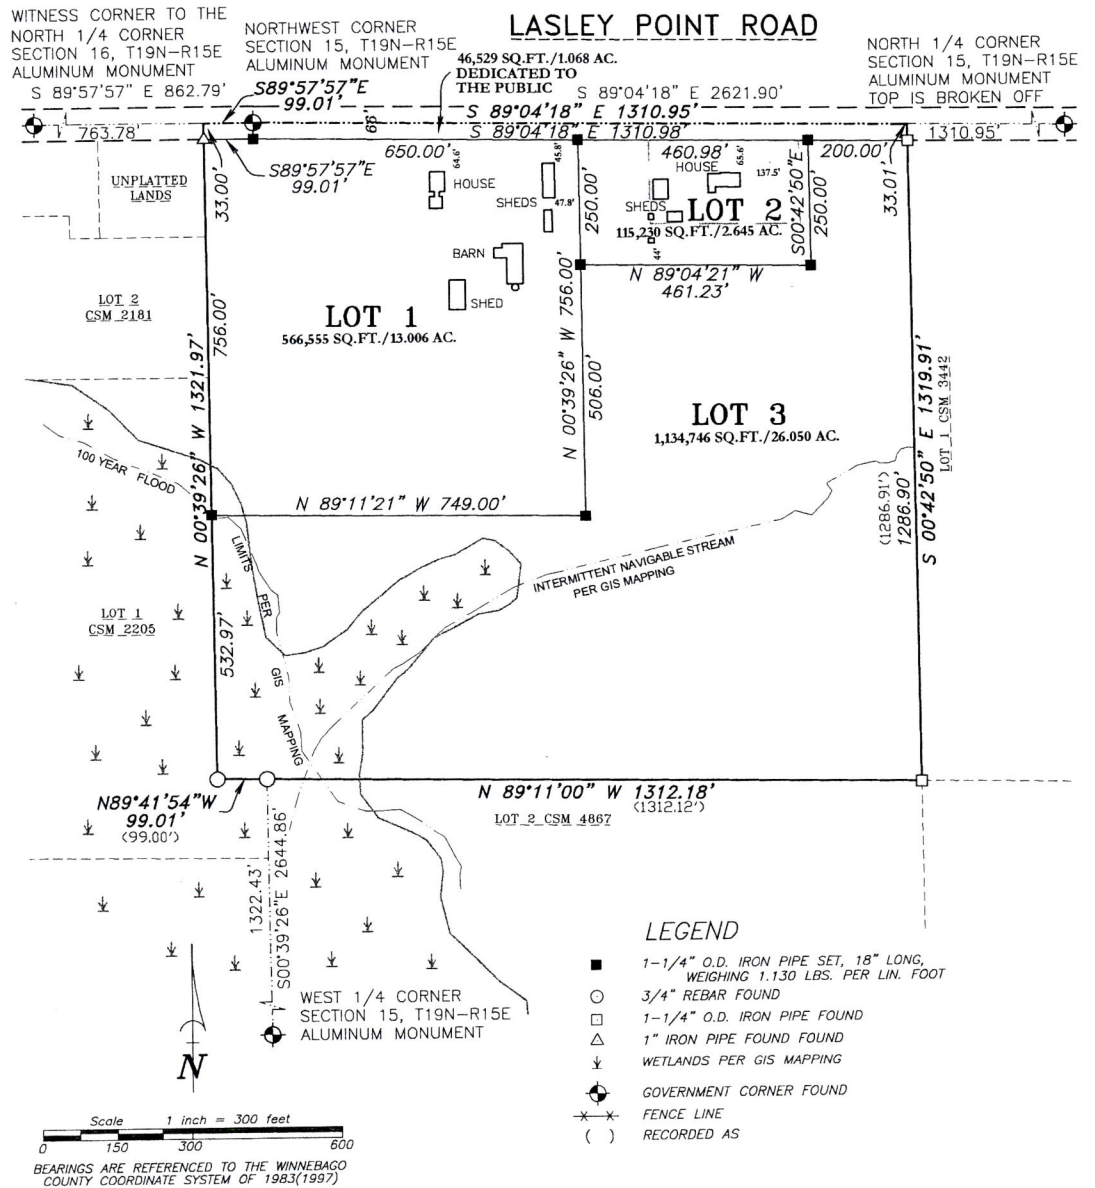 WITNESS CORNER TO THE
NORTH 1/4 CORNER
SECTION 16, T19N-R15E
ALUMINUM MONUMENT
S 89°57'57" E 862.79'
NORTHWEST CORNER
SECTION 15, T19N-R15E
ALUMINUM MONUMENT
S89°57'57"E
99.01'
LASLEY POINT ROAD
46,529 SQ.FT./1.068 AC.
DEDICATED TO
THE PUBLIC
S 89°04'18" E 2621.90'
NORTH 1/4 CORNER
SECTION 15, T19N-R15E
ALUMINUM MONUMENT
TOP IS BROKEN OFF
S 89°04'18" E 1310.95'
S 89°04'18" E 1310.98'
763.78'
66'
1310.95'
650.00'
460.98'
200.00'
S89°57'57"E
99.01'
33.00'
33.01'
UNPLATTED
LANDS
64.6'
HOUSE
45.8'
SHEDS
47.8'
250.00'
HOUSE
65.6'
137.5'
SHEDS
44'
LOT 2
115,230 SQ.FT./2.645 AC.
S00°42'50"E
250.00'
N 89°04'21" W
461.23'
BARN
SHED
LOT 1
566,555 SQ.FT./13.006 AC.
LOT 2
CSM 2181
756.00'
N 00°39'26" W 1321.97'
N 00°39'26" W 756.00'
506.00'
LOT 3
1,134,746 SQ.FT./26.050 AC.
S 00°42'50" E 1319.91'
LOT 1 CSM 3442
1286.90'
(1286.91')
100 YEAR FLOOD
LIMITS
PER
GIS
MAPPING
N 89°11'21" W 749.00'
INTERMITTENT NAVIGABLE STREAM
PER GIS MAPPING
LOT 1
CSM 2205
532.97'
N89°41'54"W
99.01'
(99.00')
N 89°11'00" W 1312.18'
(1312.12')
LOT 2 CSM 4867
1322.43'
S00°39'26"E 2644.86'
WEST 1/4 CORNER
SECTION 15, T19N-R15E
ALUMINUM MONUMENT
N
LEGEND
1-1/4" O.D. IRON PIPE SET, 18" LONG,
WEIGHING 1.130 LBS. PER LIN. FOOT
3/4" REBAR FOUND
1-1/4" O.D. IRON PIPE FOUND
1" IRON PIPE FOUND FOUND
WETLANDS PER GIS MAPPING
GOVERNMENT CORNER FOUND
FENCE LINE
( ) RECORDED AS
Scale 1 inch = 300 feet
0 150 300 600
BEARINGS ARE REFERENCED TO THE WINNEBAGO
COUNTY COORDINATE SYSTEM OF 1983(1997)